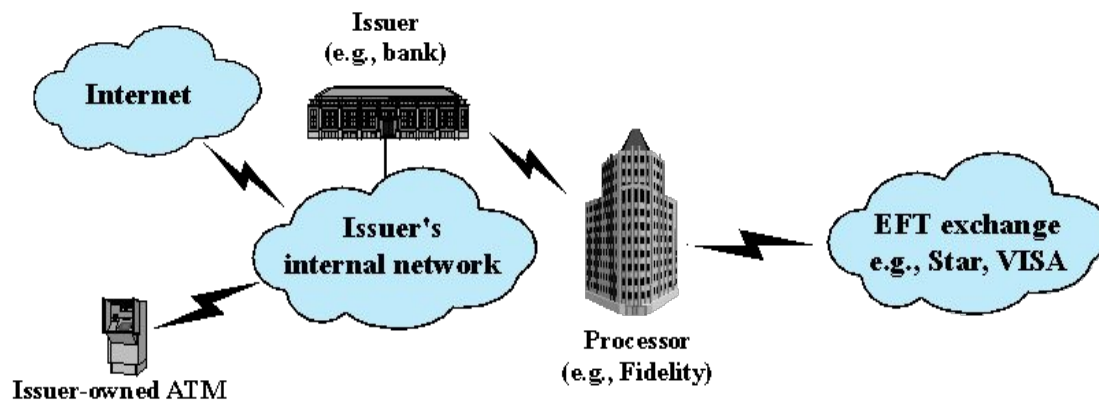 Issuer
(e.g., bank)
Internet
Issuer's
internal network
EFT exchange
e.g., Star, VISA
Processor
(e.g., Fidelity)
Issuer-owned ATM